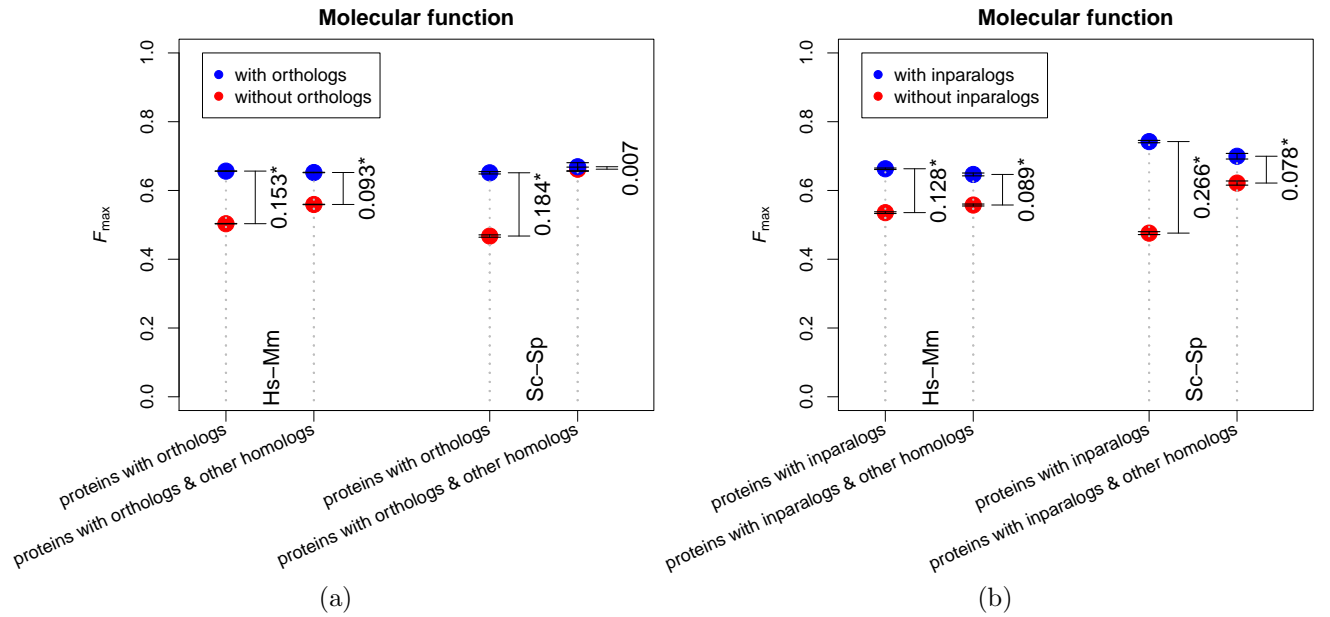 Molecular function
1.0
0.8
0.6
0.4
0.2
0.0
Fmax
with orthologs
without orthologs
0.153*
0.093*
0.184*
0.007
Hs−Mm
Sc−Sp
proteins with orthologs
proteins with orthologs & other homologs
proteins with orthologs
proteins with orthologs & other homologs
(a)
Molecular function
1.0
0.8
0.6
0.4
0.2
0.0
Fmax
with inparalogs
without inparalogs
0.128*
0.089*
0.266*
0.078*
Hs−Mm
Sc−Sp
proteins with inparalogs
proteins with inparalogs & other homologs
proteins with inparalogs
proteins with inparalogs & other homologs
(b)